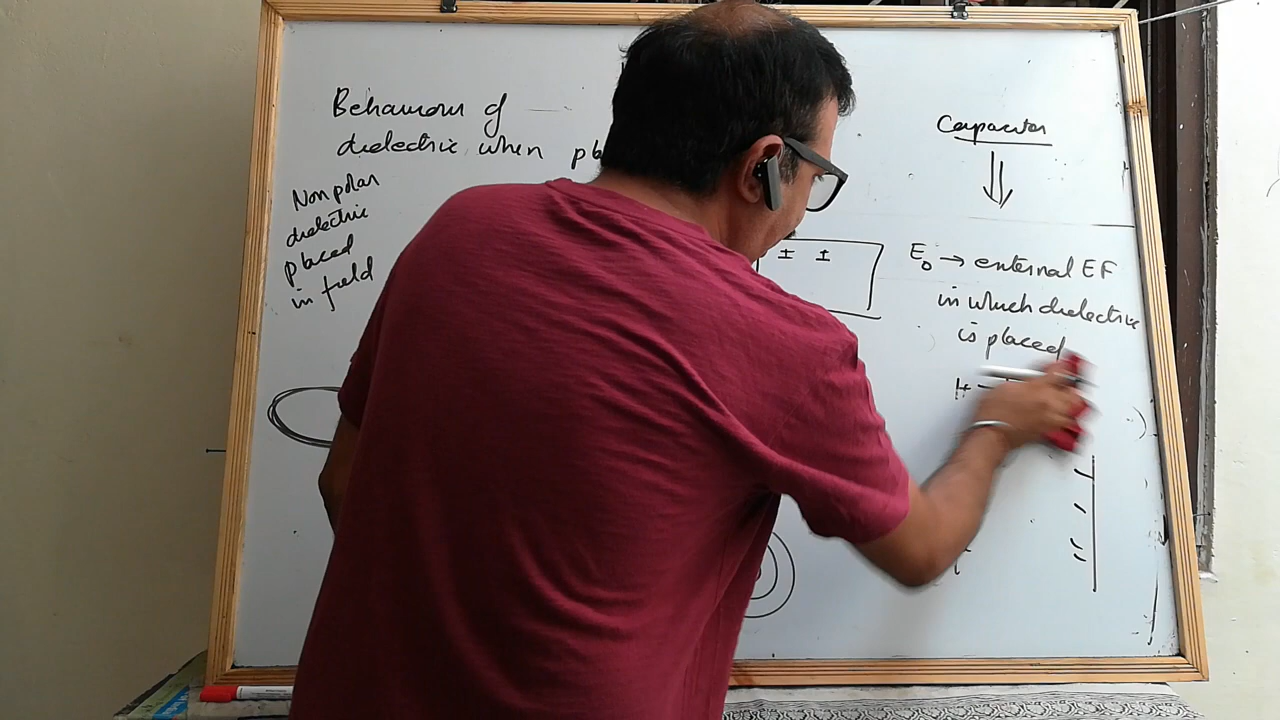 Behaviour of
dielectric when
Non polar
dielectric
placed
in field
± ±
Capacitor
E₀ → external EF
in which dielectric
is placed